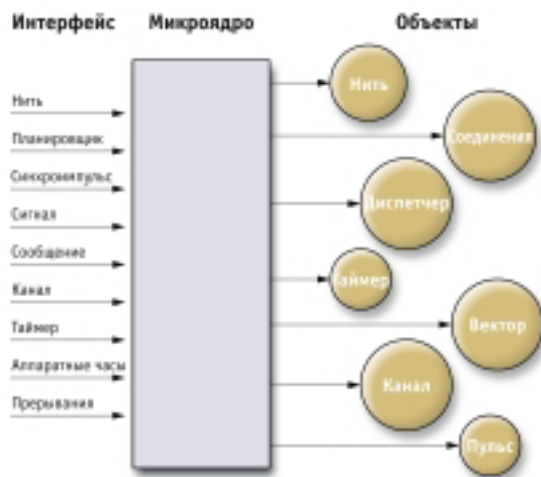 Интерфейс
Микроядро
Объекты
Нить
Планировщик
Синхроимпульс
Сигнал
Сообщение
Канал
Таймер
Аппаратные часы
Прерывания
Нить
Соединения
Диспетчер
Таймер
Вектор
Канал
Пульс